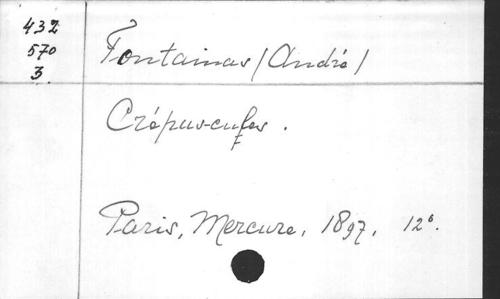 432
570
3.
Fontainas (André)
Crépuscules.
Paris, Mercure, 1897, 12°.